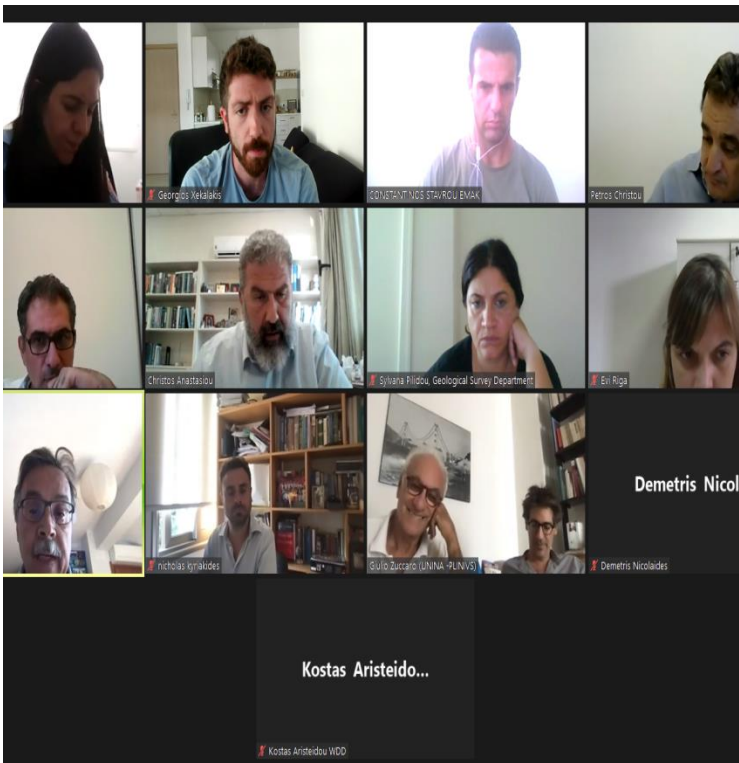 Georgios Xekalakis
CONSTANTINOS STAVROU EMAK
Petros Christou
Christos Anastasiou
Sylvana Pilidou, Geological Survey Department
Evi Riga
nicholas kyriakides
Giulio Zuccaro (UNINA -PLINIVS)
Demetris Nicol
Demetris Nicolaides
Kostas Aristeido...
Kostas Aristeidou WDD